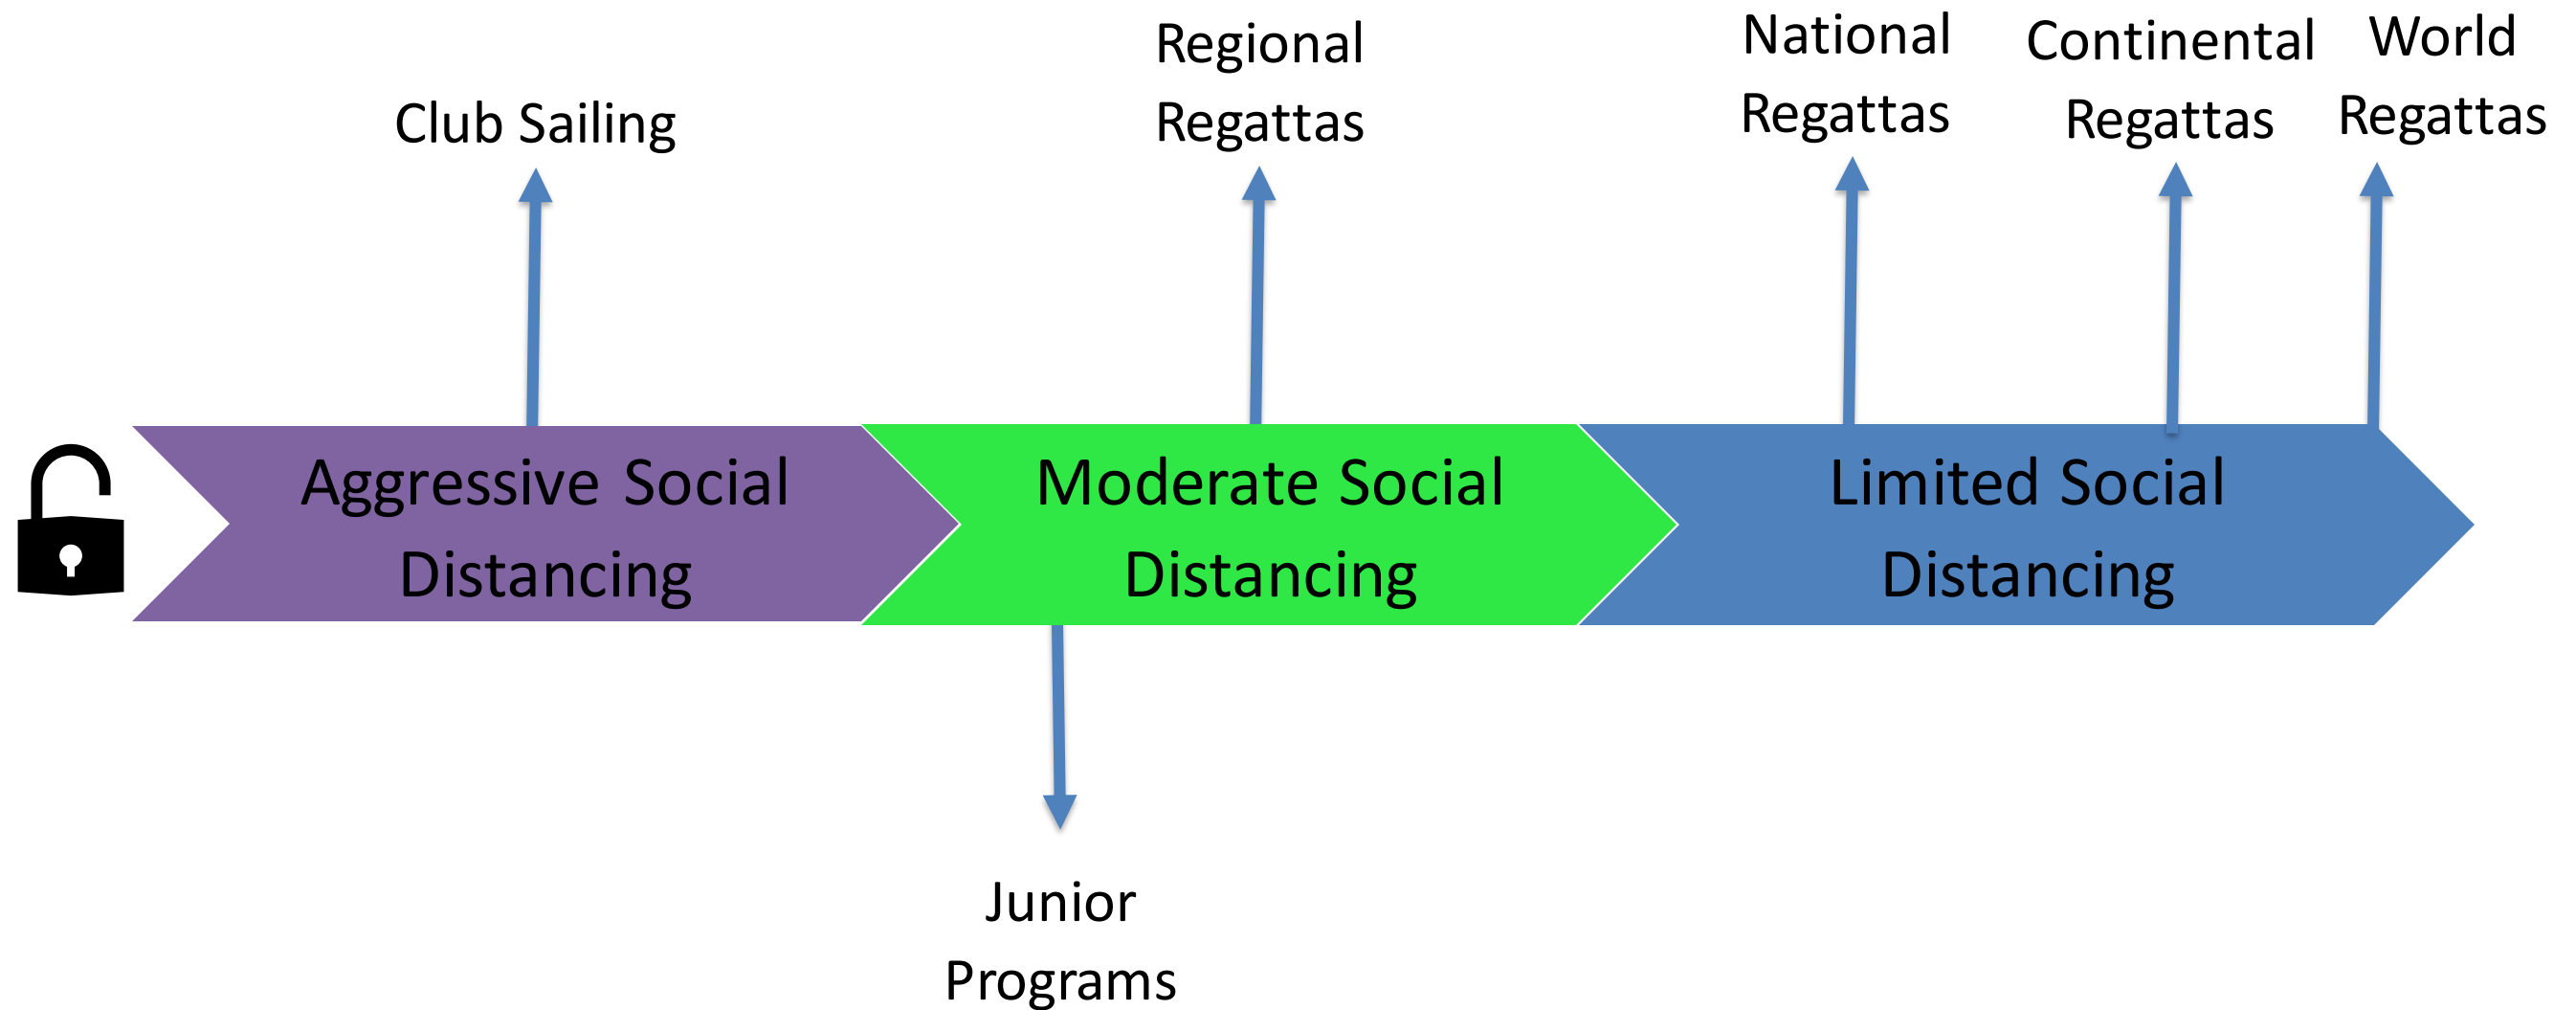 Club Sailing
Regional
Regattas
National
Regattas
Continental
Regattas
World
Regattas
Aggressive Social
Distancing
Moderate Social
Distancing
Limited Social
Distancing
Junior
Programs